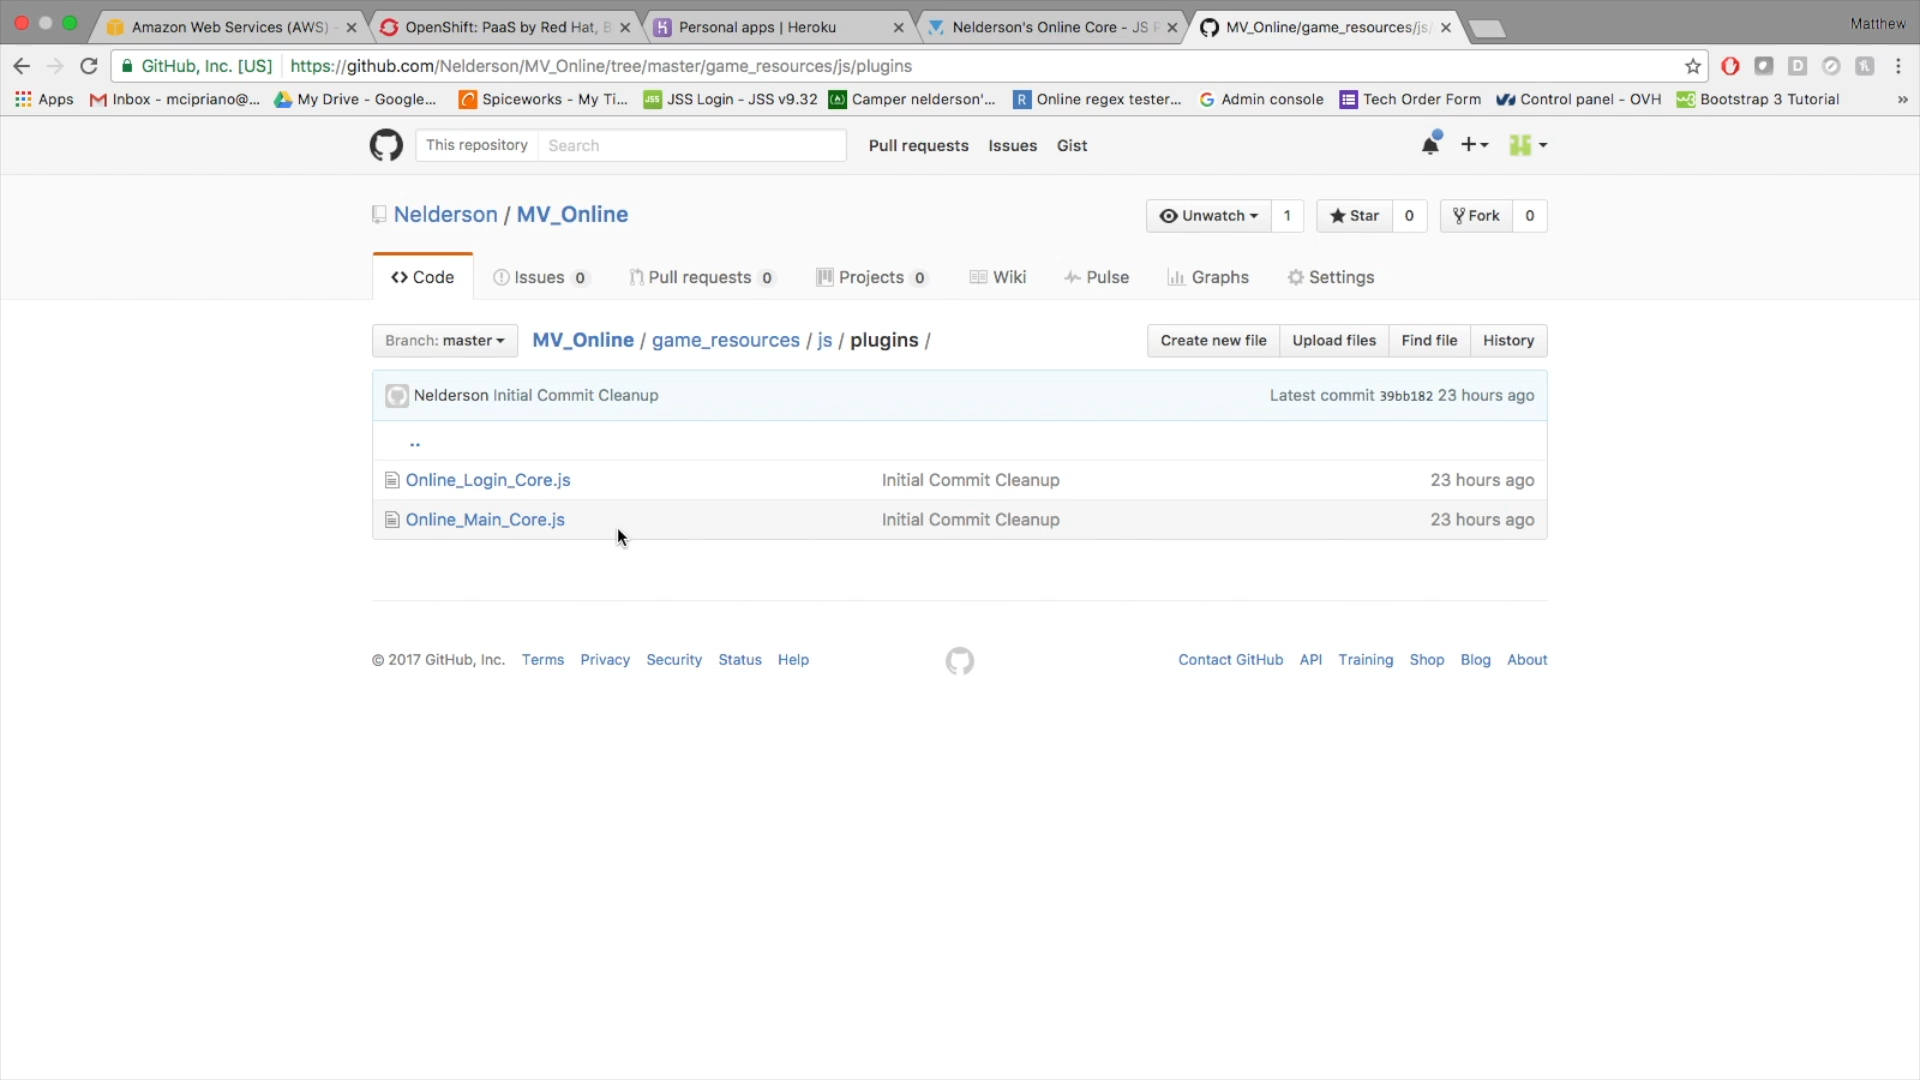 Amazon Web Services (AWS) -
OpenShift: PaaS by Red Hat, B
Personal apps | Heroku
Nelderson's Online Core - JS P
MV_Online/game_resources/js/
Matthew
GitHub, Inc. [US]
https://github.com/Nelderson/MV_Online/tree/master/game_resources/js/plugins
Apps
Inbox - mcipriano@...
My Drive - Google...
Spiceworks - My Ti...
JSS Login - JSS v9.32
Camper nelderson'...
Online regex tester...
Admin console
Tech Order Form
Control panel - OVH
Bootstrap 3 Tutorial
»
This repository
Search
Pull requests
Issues
Gist
Nelderson / MV_Online
Unwatch 1
Star 0
Fork 0
Code
Issues 0
Pull requests 0
Projects 0
Wiki
Pulse
Graphs
Settings
Branch: master
MV_Online / game_resources / js / plugins /
Create new file
Upload files
Find file
History
Nelderson Initial Commit Cleanup
Latest commit 39bb182 23 hours ago
..
Online_Login_Core.js Initial Commit Cleanup 23 hours ago
Online_Main_Core.js Initial Commit Cleanup 23 hours ago
© 2017 GitHub, Inc. Terms Privacy Security Status Help
Contact GitHub API Training Shop Blog About